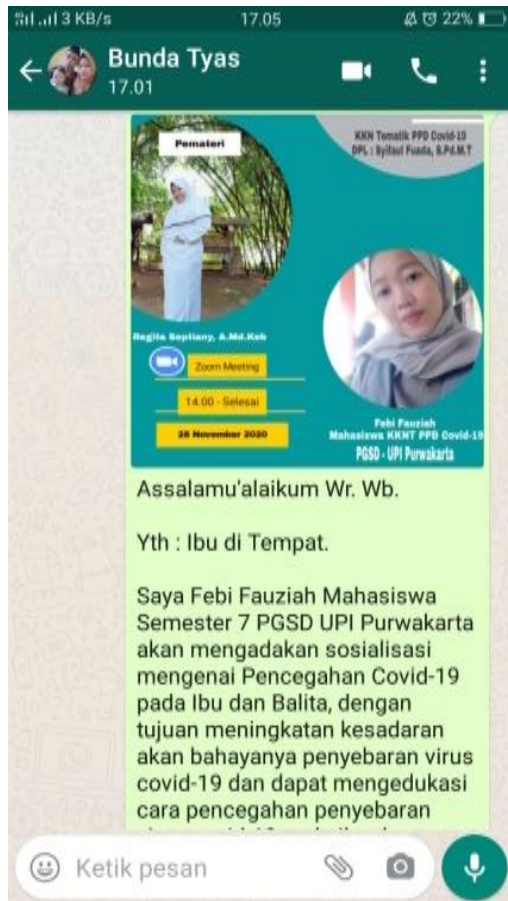 3 KB/s 17.05 22%
Bunda Tyas
17.01
Pemateri
KKN Tematik PPD Covid-19
DPL : Syifaul Fuada, S.Pd.M.T
Regita Septiany, A.Md.Keb
Zoom Meeting
14.00 - Selesai
28 November 2020
Febi Fauziah
Mahasiswa KKNT PPD Covid-19
PGSD - UPI Purwakarta
Assalamu'alaikum Wr. Wb.
Yth : Ibu di Tempat.
Saya Febi Fauziah Mahasiswa
Semester 7 PGSD UPI Purwakarta
akan mengadakan sosialisasi
mengenai Pencegahan Covid-19
pada Ibu dan Balita, dengan
tujuan meningkatan kesadaran
akan bahayanya penyebaran virus
covid-19 dan dapat mengedukasi
cara pencegahan penyebaran
Ketik pesan